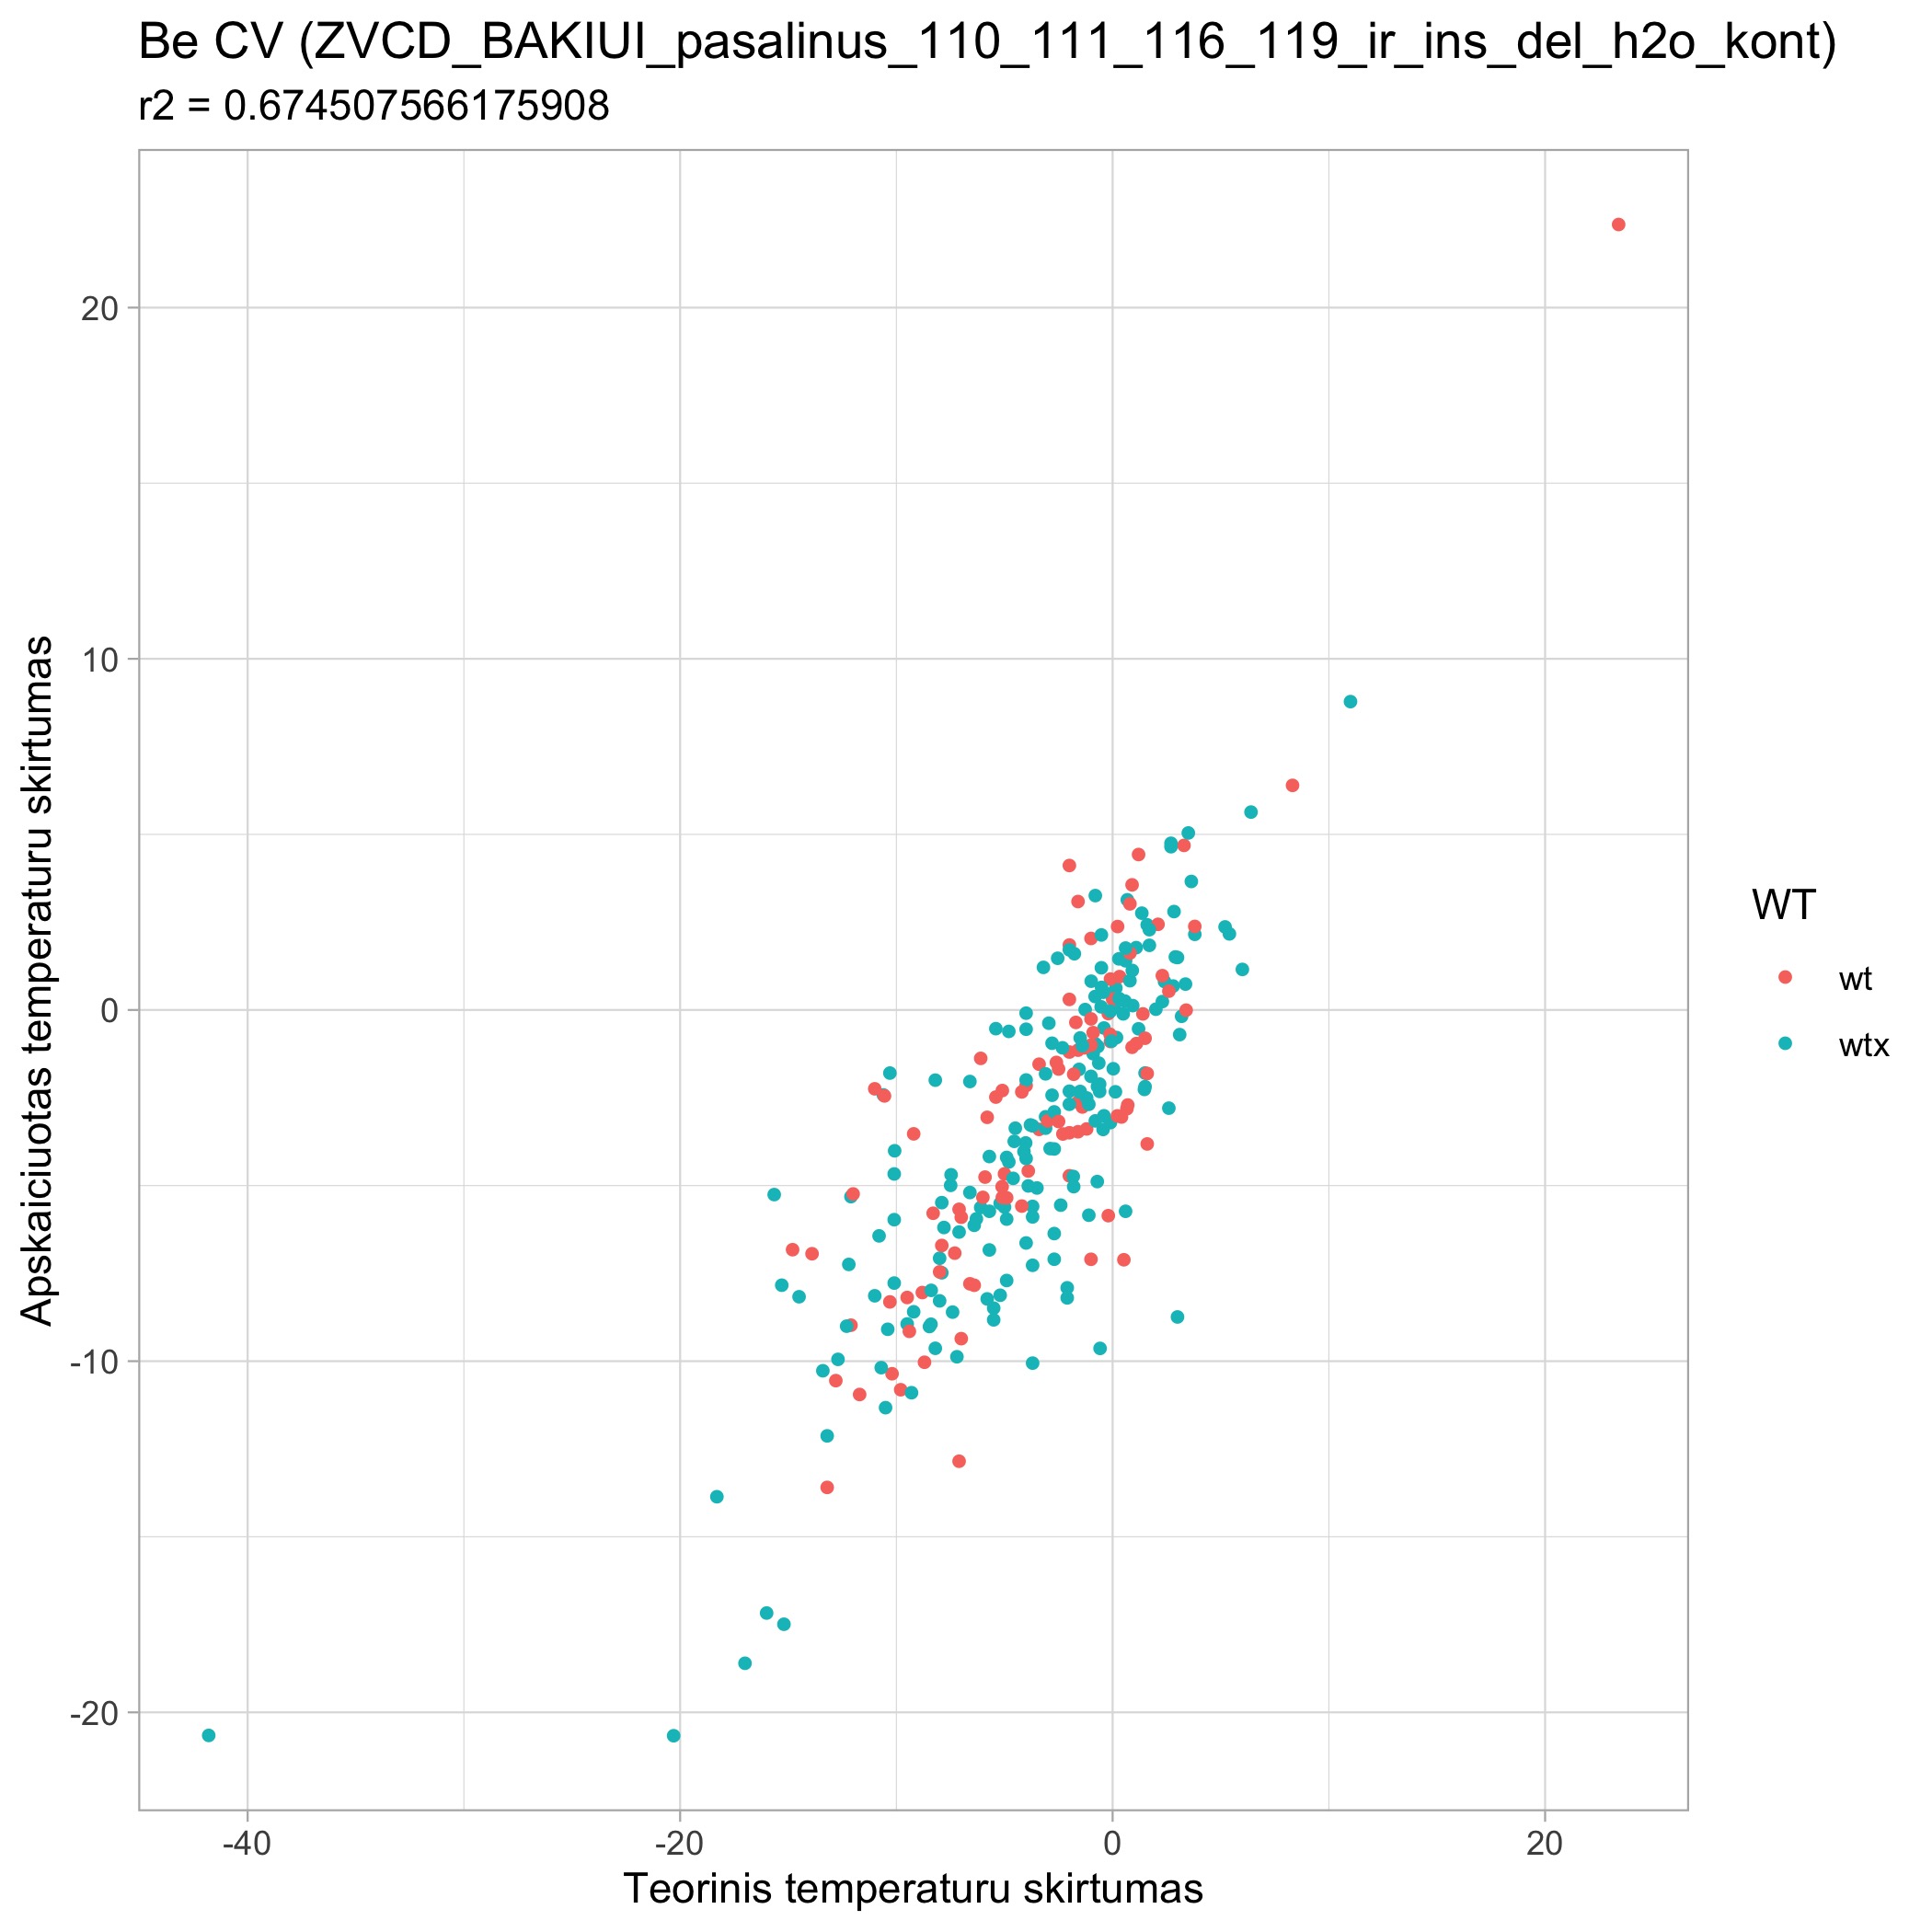 Be CV (ZVCD_BAKIUI_pasalinus_110_111_116_119_ir_ins_del_h2o_kont)
r2 = 0.674507566175908
20
10
0
-10
-20
Apskaiciuotas temperaturu skirtumas
-40
-20
0
20
Teorinis temperaturu skirtumas
WT
wt
wtx